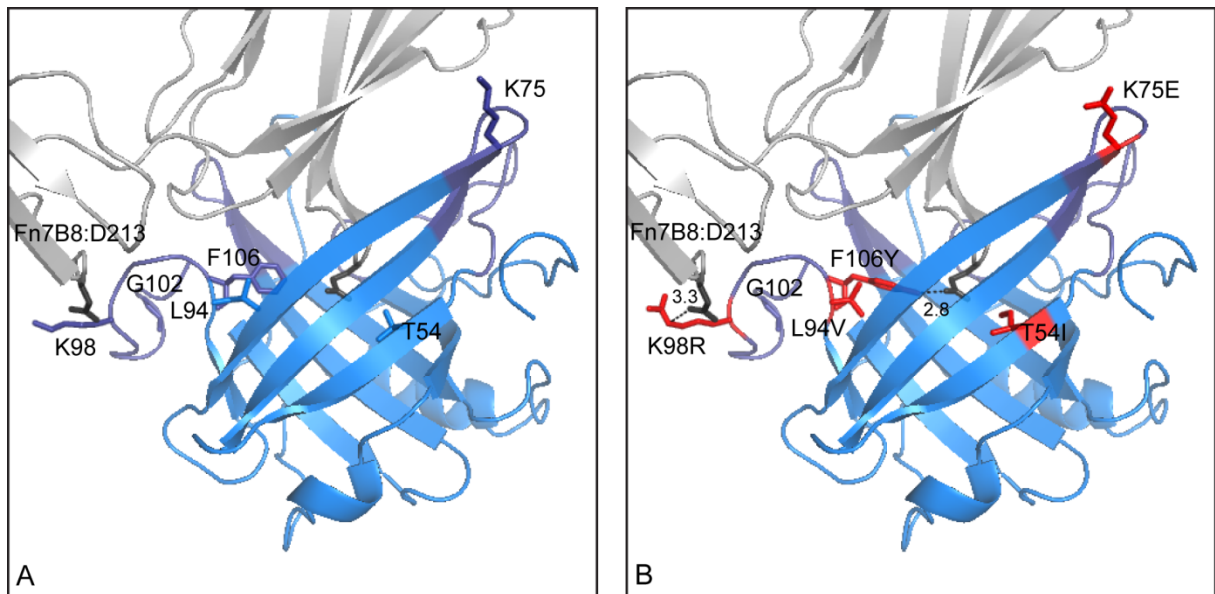 K75
Fn7B8:D213
F106
G102
L94
T54
K98
A
K75E
Fn7B8:D213
F106Y
G102
3.3
2.8
L94V
T54I
K98R
B